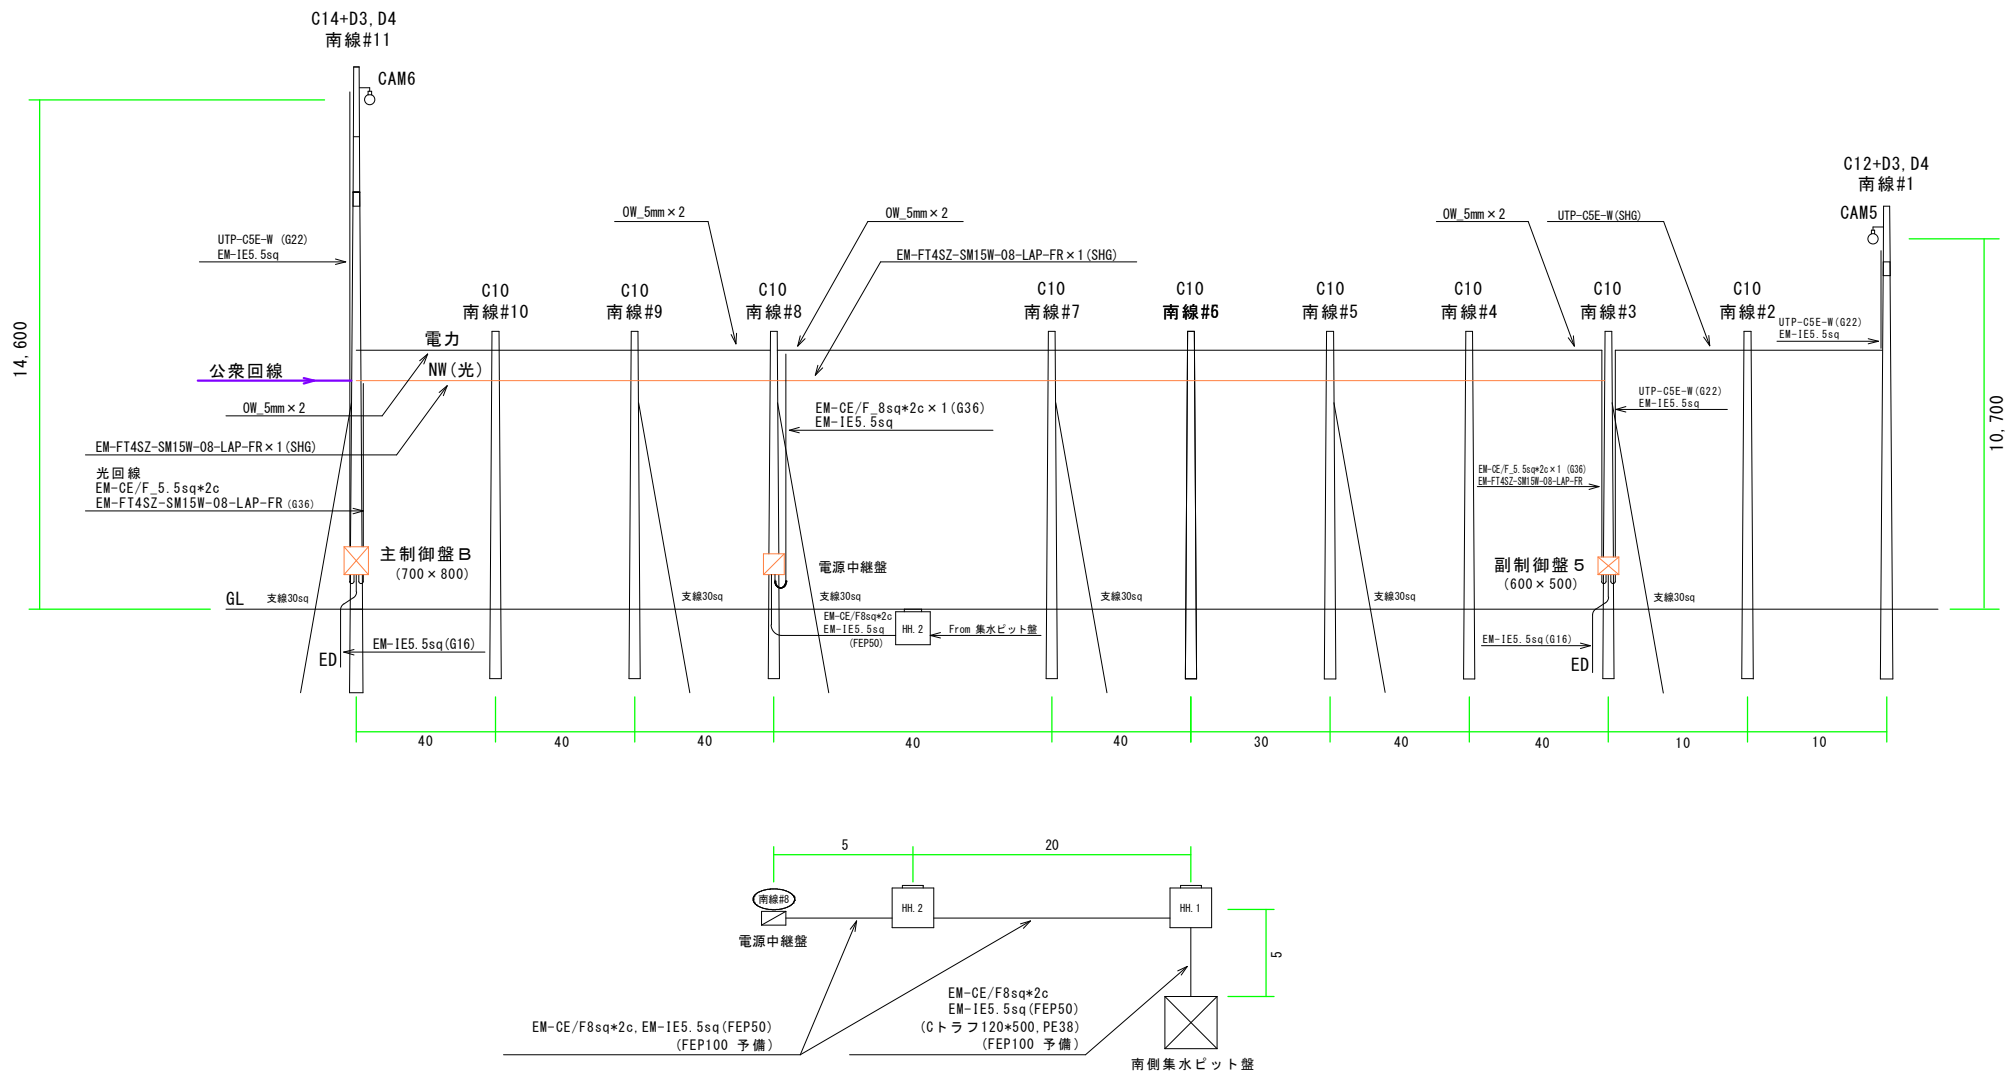 C14+D3, D4
南線#11
CAM6
C12+D3, D4
南線#1
CAM5
14,600
10,700
UTP-C5E-W (G22)
EM-IE5.5sq
OW_5mm×2
OW_5mm×2
EM-FT4SZ-SM15W-08-LAP-FR×1(SHG)
OW_5mm×2
UTP-C5E-W(SHG)
C10
南線#10
C10
南線#9
C10
南線#8
C10
南線#7
C10
南線#6
C10
南線#5
C10
南線#4
C10
南線#3
C10
南線#2
UTP-C5E-W(G22)
EM-IE5.5sq
電力
NW(光)
公衆回線
OW_5mm×2
EM-FT4SZ-SM15W-08-LAP-FR×1(SHG)
光回線
EM-CE/F_5.5sq*2c
EM-FT4SZ-SM15W-08-LAP-FR(G36)
EM-CE/F_8sq*2c×1(G36)
EM-IE5.5sq
UTP-C5E-W(G22)
EM-IE5.5sq
EM-CE/F_5.5sq*2c×1 (G36)
EM-FT4SZ-SM15W-08-LAP-FR
主制御盤B
(700×800)
電源中継盤
副制御盤5
(600×500)
GL
支線30sq
支線30sq
支線30sq
支線30sq
支線30sq
支線30sq
EM-CE/F8sq*2c
EM-IE5.5sq
(FEP50)
HH.2
From 集水ピット盤
EM-IE5.5sq(G16)
ED
EM-IE5.5sq(G16)
ED
40
40
40
40
40
30
40
40
10
10
5
20
南線#8
HH.2
HH.1
電源中継盤
5
EM-CE/F8sq*2c
EM-IE5.5sq(FEP50)
(Cトラフ120*500,PE38)
(FEP100 予備)
EM-CE/F8sq*2c,EM-IE5.5sq(FEP50)
(FEP100 予備)
南側集水ピット盤